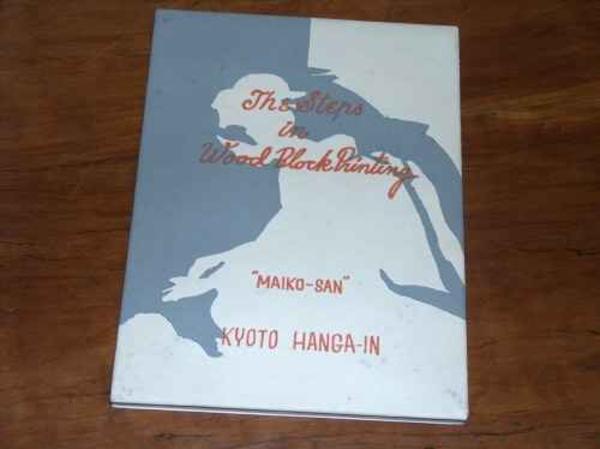 The Steps
in
Wood Block Printing
"MAIKO-SAN"
KYOTO HANGA-IN